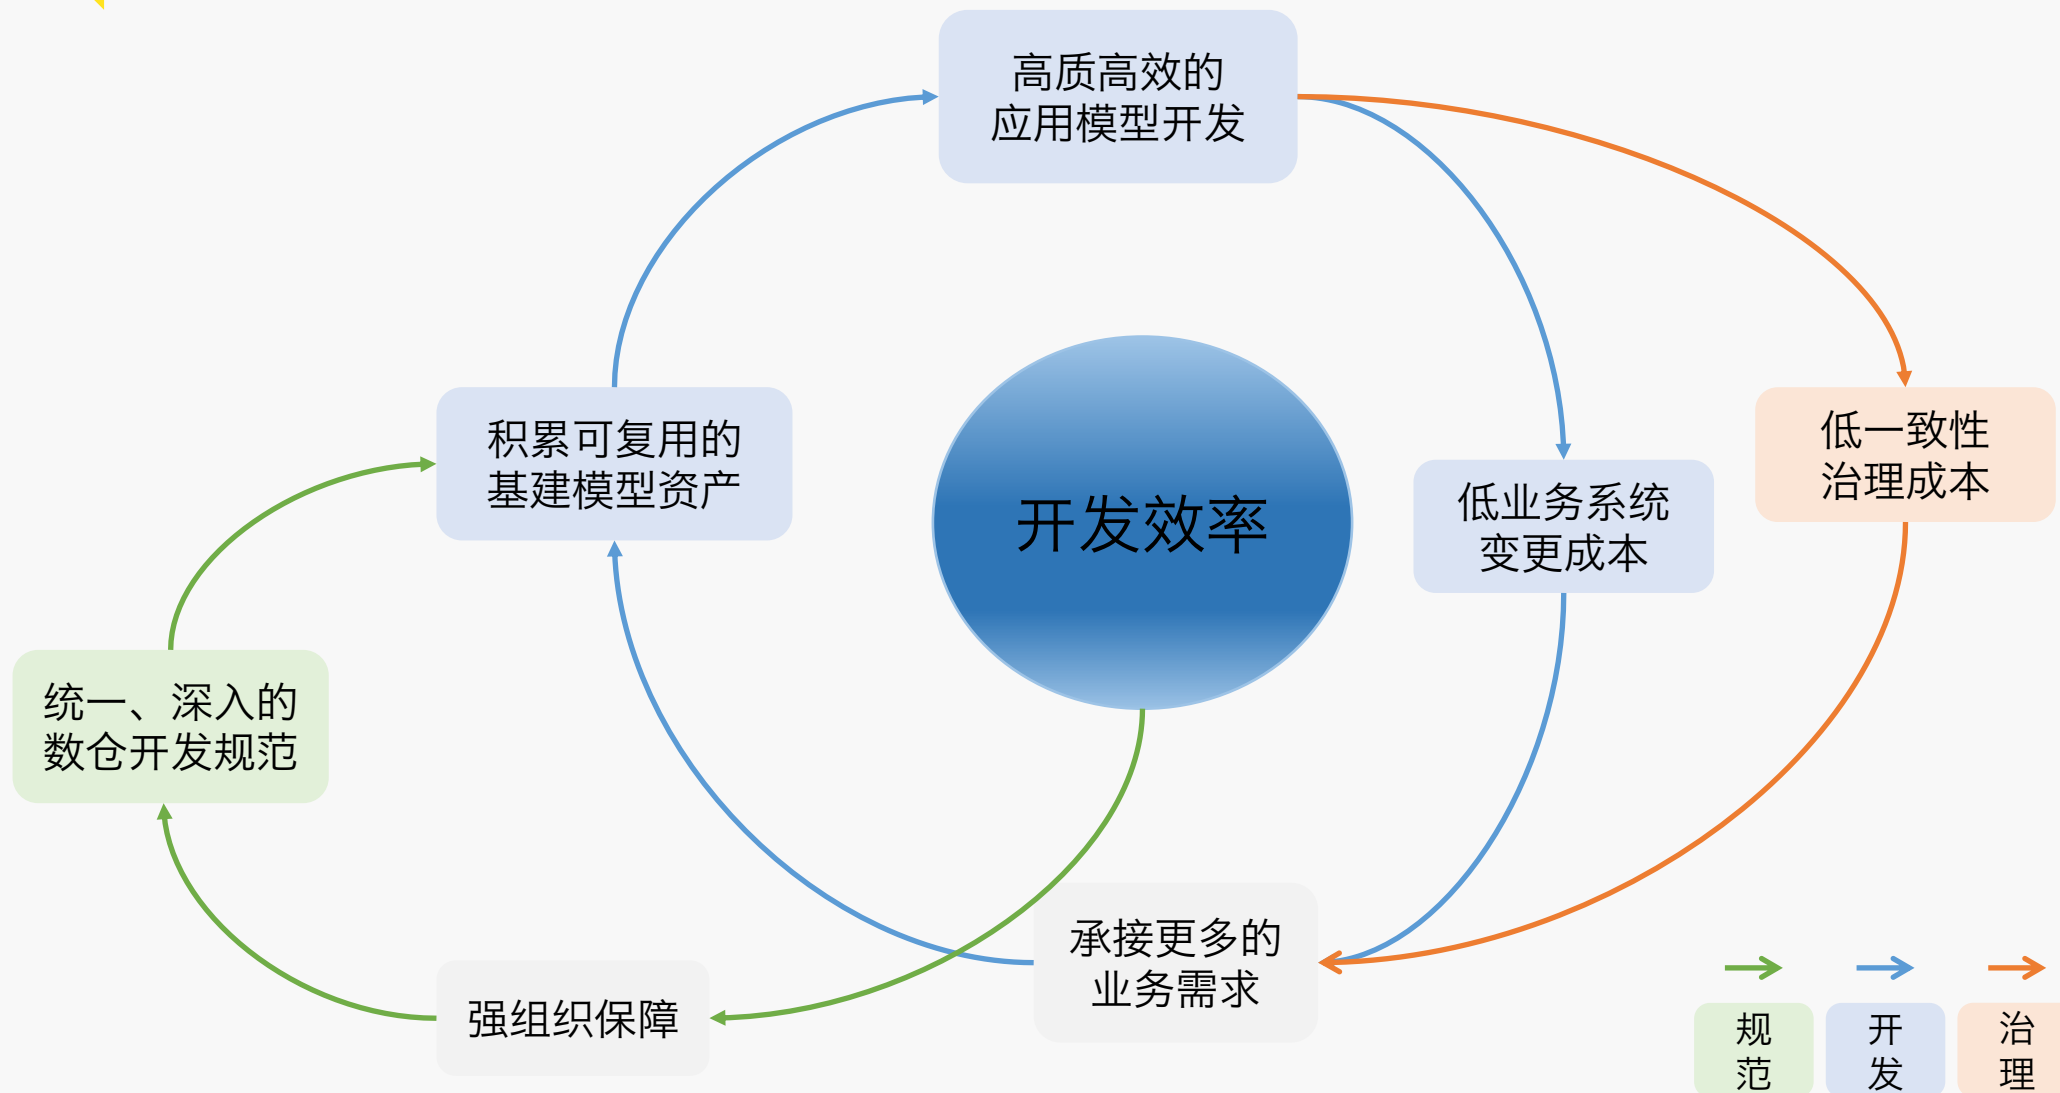 高质高效的
应用模型开发
积累可复用的
基建模型资产
开发效率
低一致性
治理成本
低业务系统
变更成本
统一、深入的
数仓开发规范
承接更多的
业务需求
强组织保障
规
范
开
发
治
理